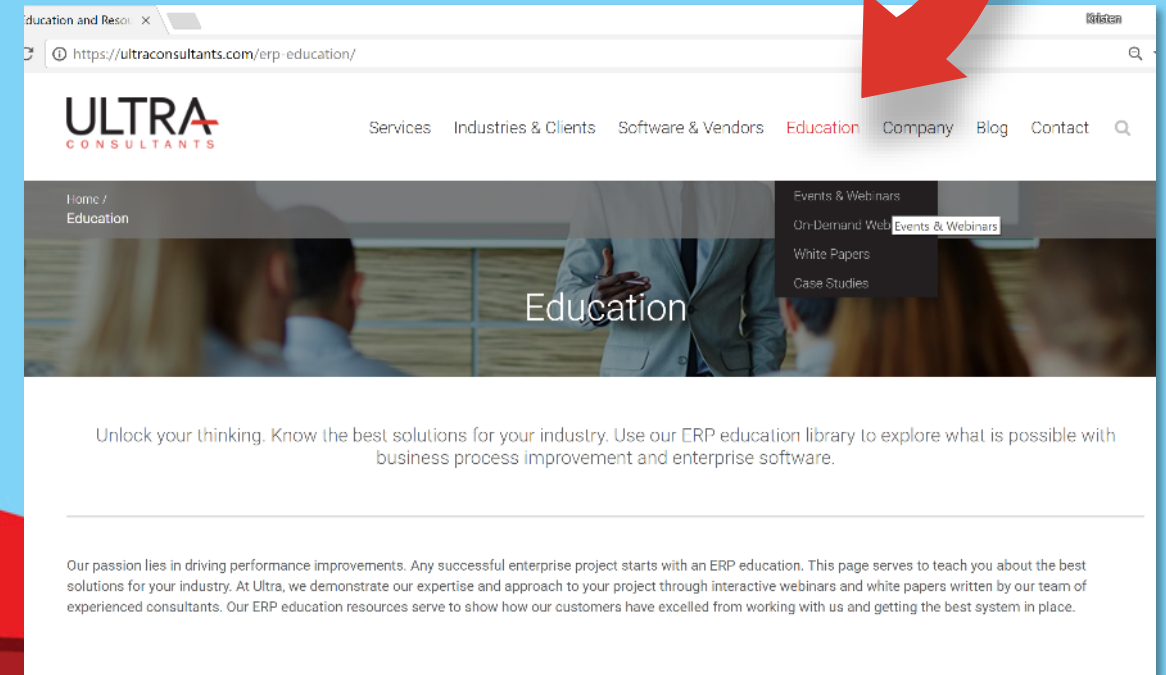 Education and Resou
Kristen
https://ultraconsultants.com/erp-education/
ULTRA
CONSULTANTS
Services Industries & Clients Software & Vendors Education Company Blog Contact
Home /
Education
Events & Webinars
On-Demand Web
Events & Webinars
White Papers
Case Studies
Education
Unlock your thinking. Know the best solutions for your industry. Use our ERP education library to explore what is possible with
business process improvement and enterprise software.
Our passion lies in driving performance improvements. Any successful enterprise project starts with an ERP education. This page serves to teach you about the best
solutions for your industry. At Ultra, we demonstrate our expertise and approach to your project through interactive webinars and white papers written by our team of
experienced consultants. Our ERP education resources serve to show how our customers have excelled from working with us and getting the best system in place.